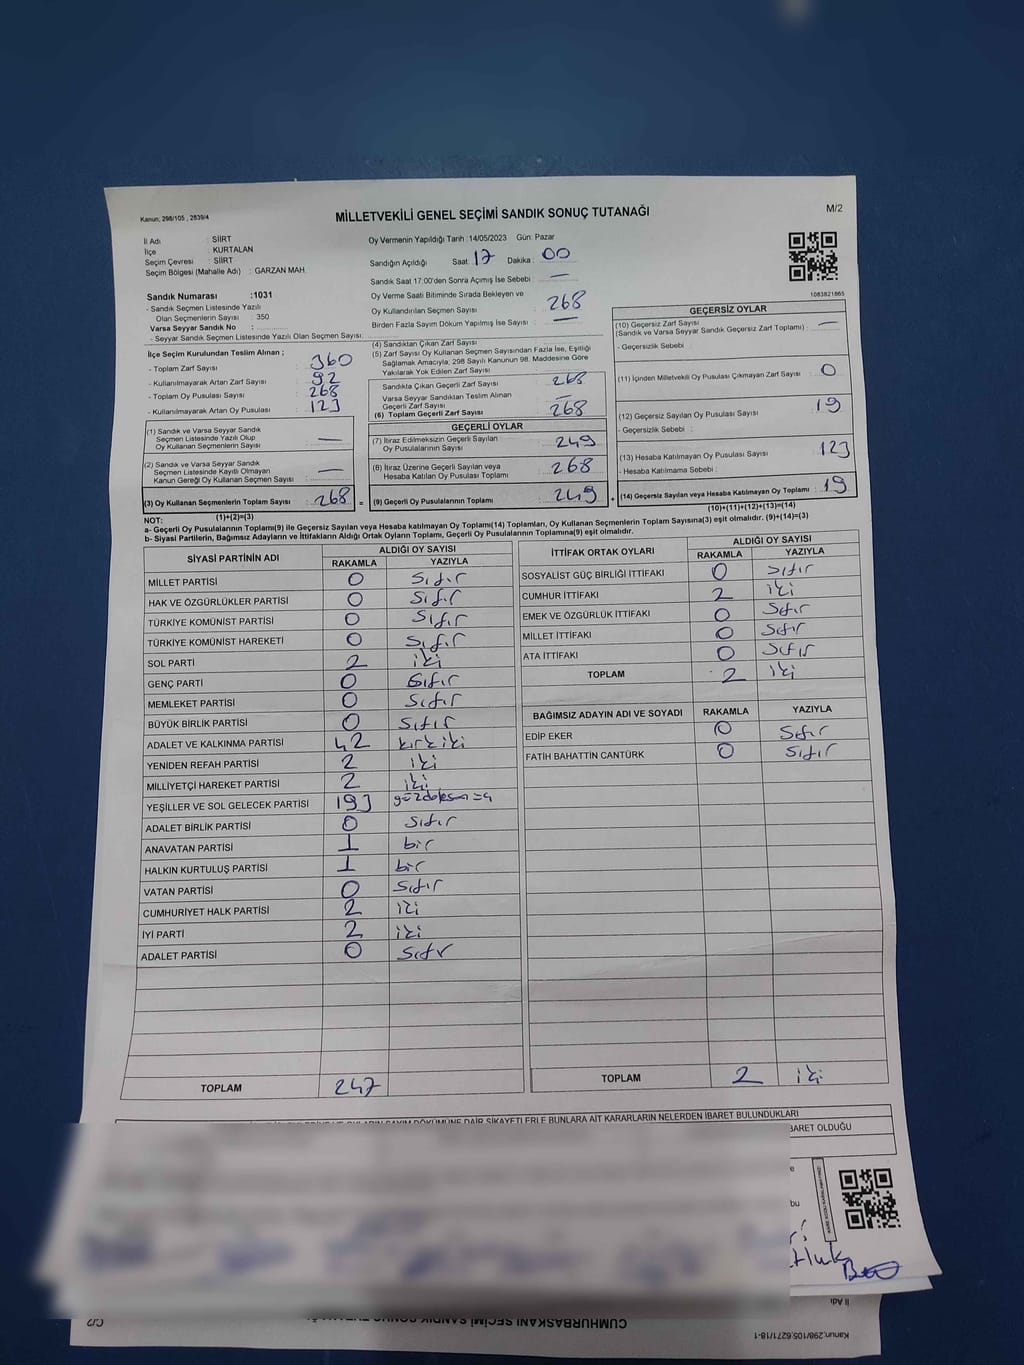 Kanun, 298/105 , 2839/4
MİLLETVEKİLİ GENEL SEÇİMİ SANDIK SONUÇ TUTANAĞI
M/2
İl Adı : SİİRT
İlçe : KURTALAN
Seçim Çevresi : SİİRT
Seçim Bölgesi (Mahalle Adı) : GARZAN MAH.
Oy Vermenin Yapıldığı Tarih :14/05/2023 Gün: Pazar
Sandığın Açıldığı Saat: 17 Dakika : 00
Sandık Saat 17:00'den Sonra Açımış İse Sebebi : —
Oy Verme Saati Bitiminde Sırada Bekleyen ve
Oy Kullandırılan Seçmen Sayısı : 268
Birden Fazla Sayım Döküm Yapılmış İse Sayısı : —
1083821865
Sandık Numarası :1031
- Sandık Seçmen Listesinde Yazılı
Olan Seçmenlerin Sayısı : 350
Varsa Seyyar Sandık No :
- Seyyar Sandık Seçmen Listesinde Yazılı Olan Seçmen Sayısı:
İlçe Seçim Kurulundan Teslim Alınan ;
- Toplam Zarf Sayısı : 360
- Kullanılmayarak Artan Zarf Sayısı : 92
- Toplam Oy Pusulası Sayısı : 268
- Kullanılmayarak Artan Oy Pusulası : 123
(1) Sandık ve Varsa Seyyar Sandık
Seçmen Listesinde Yazılı Olup
Oy Kullanan Seçmenlerin Sayısı —
(2) Sandık ve Varsa Seyyar Sandık
Seçmen Listesinde Kayıtlı Olmayan
Kanun Gereği Oy Kullanan Seçmen Sayısı —
(3) Oy Kullanan Seçmenlerin Toplam Sayısı : 268
(1)+(2)=(3)
(4) Sandıktan Çıkan Zarf Sayısı
(5) Zarf Sayısı Oy Kullanan Seçmen Sayısından Fazla İse, Eşitliği
Sağlamak Amacıyla; 298 Sayılı Kanunun 98. Maddesine Göre
Yakılarak Yok Edilen Zarf Sayısı
Sandıkta Çıkan Geçerli Zarf Sayısı : 268
Varsa Seyyar Sandıktan Teslim Alınan
Geçerli Zarf Sayısı : —
(6) Toplam Geçerli Zarf Sayısı : 268
GEÇERLİ OYLAR
(7) İtiraz Edilmeksizin Geçerli Sayılan
Oy Pusulası Toplamı : 249
(8) İtiraz Üzerine Geçerli Sayılan veya
Hesaba Katılan Oy Pusulası Toplamı : 268
= (9) Geçerli Oy Pusulalarının Toplamı : 249
GEÇERSİZ OYLAR
(10) Geçersiz Zarf Sayısı
(Sandık ve Varsa Seyyar Sandık Geçersiz Zarf Toplamı) : —
- Geçersizlik Sebebi :
(11) İçinden Milletvekili Oy Pusulası Çıkmayan Zarf Sayısı : 0
(12) Geçersiz Sayılan Oy Pusulası Sayısı : 19
- Geçersizlik Sebebi :
(13) Hesaba Katılmayan Oy Pusulası Sayısı : 123
- Hesaba Katılmama Sebebi :
+ (14) Geçersiz Sayılan veya Hesaba Katılmayan Oy Toplamı : 19
(10)+(11)+(12)+(13)=(14)
NOT:
a- Geçerli Oy Pusulalarının Toplamı(9) ile Geçersiz Sayılan veya Hesaba katılmayan Oy Toplamı(14) Toplamları, Oy Kullanan Seçmenlerin Toplam Sayısına(3) eşit olmalıdır. (9)+(14)=(3)
b- Siyasi Partilerin, Bağımsız Adayların ve İttifakların Aldığı Ortak Oyların Toplamı, Geçerli Oy Pusulalarının Toplamına(9) eşit olmalıdır.
SİYASİ PARTİNİN ADI ALDIĞI OY SAYISI
RAKAMLA YAZIYLA
MİLLET PARTİSİ 0 Sıfır
HAK VE ÖZGÜRLÜKLER PARTİSİ 0 Sıfır
TÜRKİYE KOMÜNİST PARTİSİ 0 Sıfır
TÜRKİYE KOMÜNİST HAREKETİ 0 Sıfır
SOL PARTİ 2 iki
GENÇ PARTİ 0 Sıfır
MEMLEKET PARTİSİ 0 Sıfır
BÜYÜK BİRLİK PARTİSİ 0 Sıfır
ADALET VE KALKINMA PARTİSİ 42 kırkiki
YENİDEN REFAH PARTİSİ 2 iki
MİLLİYETÇİ HAREKET PARTİSİ 2 iki
YEŞİLLER VE SOL GELECEK PARTİSİ 193
ADALET BİRLİK PARTİSİ 0 Sıfır
ANAVATAN PARTİSİ 1 bir
HALKIN KURTULUŞ PARTİSİ 1 bir
VATAN PARTİSİ 0 Sıfır
CUMHURİYET HALK PARTİSİ 2 iki
İYİ PARTİ 2 iki
ADALET PARTİSİ 0 Sıfır
TOPLAM 247
İTTİFAK ORTAK OYLARI ALDIĞI OY SAYISI
RAKAMLA YAZIYLA
SOSYALİST GÜÇ BİRLİĞİ İTTİFAKI 0 Sıfır
CUMHUR İTTİFAKI 2 iki
EMEK VE ÖZGÜRLÜK İTTİFAKI 0 Sıfır
MİLLET İTTİFAKI 0 Sıfır
ATA İTTİFAKI 0 Sıfır
TOPLAM 2 iki
BAĞIMSIZ ADAYIN ADI VE SOYADI RAKAMLA YAZIYLA
EDİP EKER 0 Sıfır
FATİH BAHATTİN CANTÜRK 0 Sıfır
TOPLAM 2 iki
DÖKÜMÜNE DAİR ŞİKAYETLERLE BUNLARA AİT KARARLARIN NELERDEN İBARET BULUNDUKLARI
BARET OLDUĞU
bu
İl Adı
CUMHURBAŞKANI SEÇİMİ SANDIK SONUÇ TUTANAĞI
C/2
Kanun,298/105,6271/18-1